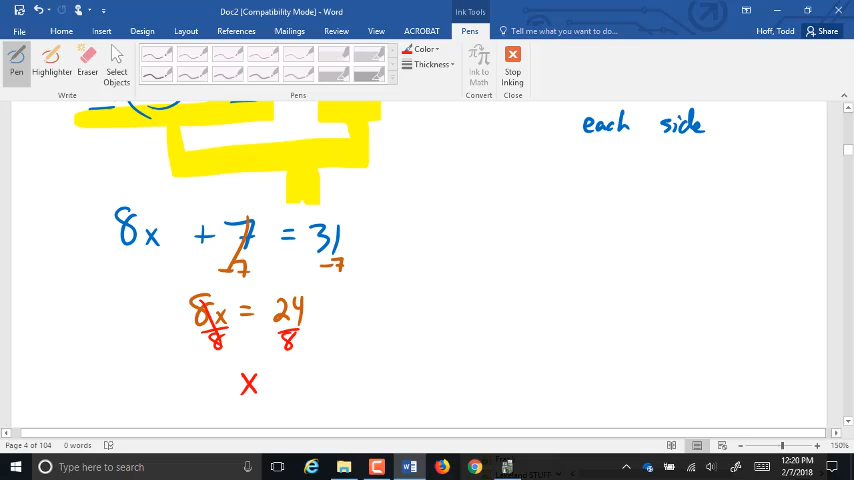 Doc2 [Compatibility Mode] - Word
Ink Tools
Hoff, Todd
Share
File Home Insert Design Layout References Mailings Review View ACROBAT Pens Tell me what you want to do...
Pen
Highlighter
Eraser
Select Objects
Color
Thickness
Ink to Math
Stop Inking
Write
Pens
Convert
Close
each side
8x + 7 = 31
-7 -7
8x = 24
8 8
x
Page 4 of 104 0 words
150%
Type here to search
12:20 PM
2/7/2018